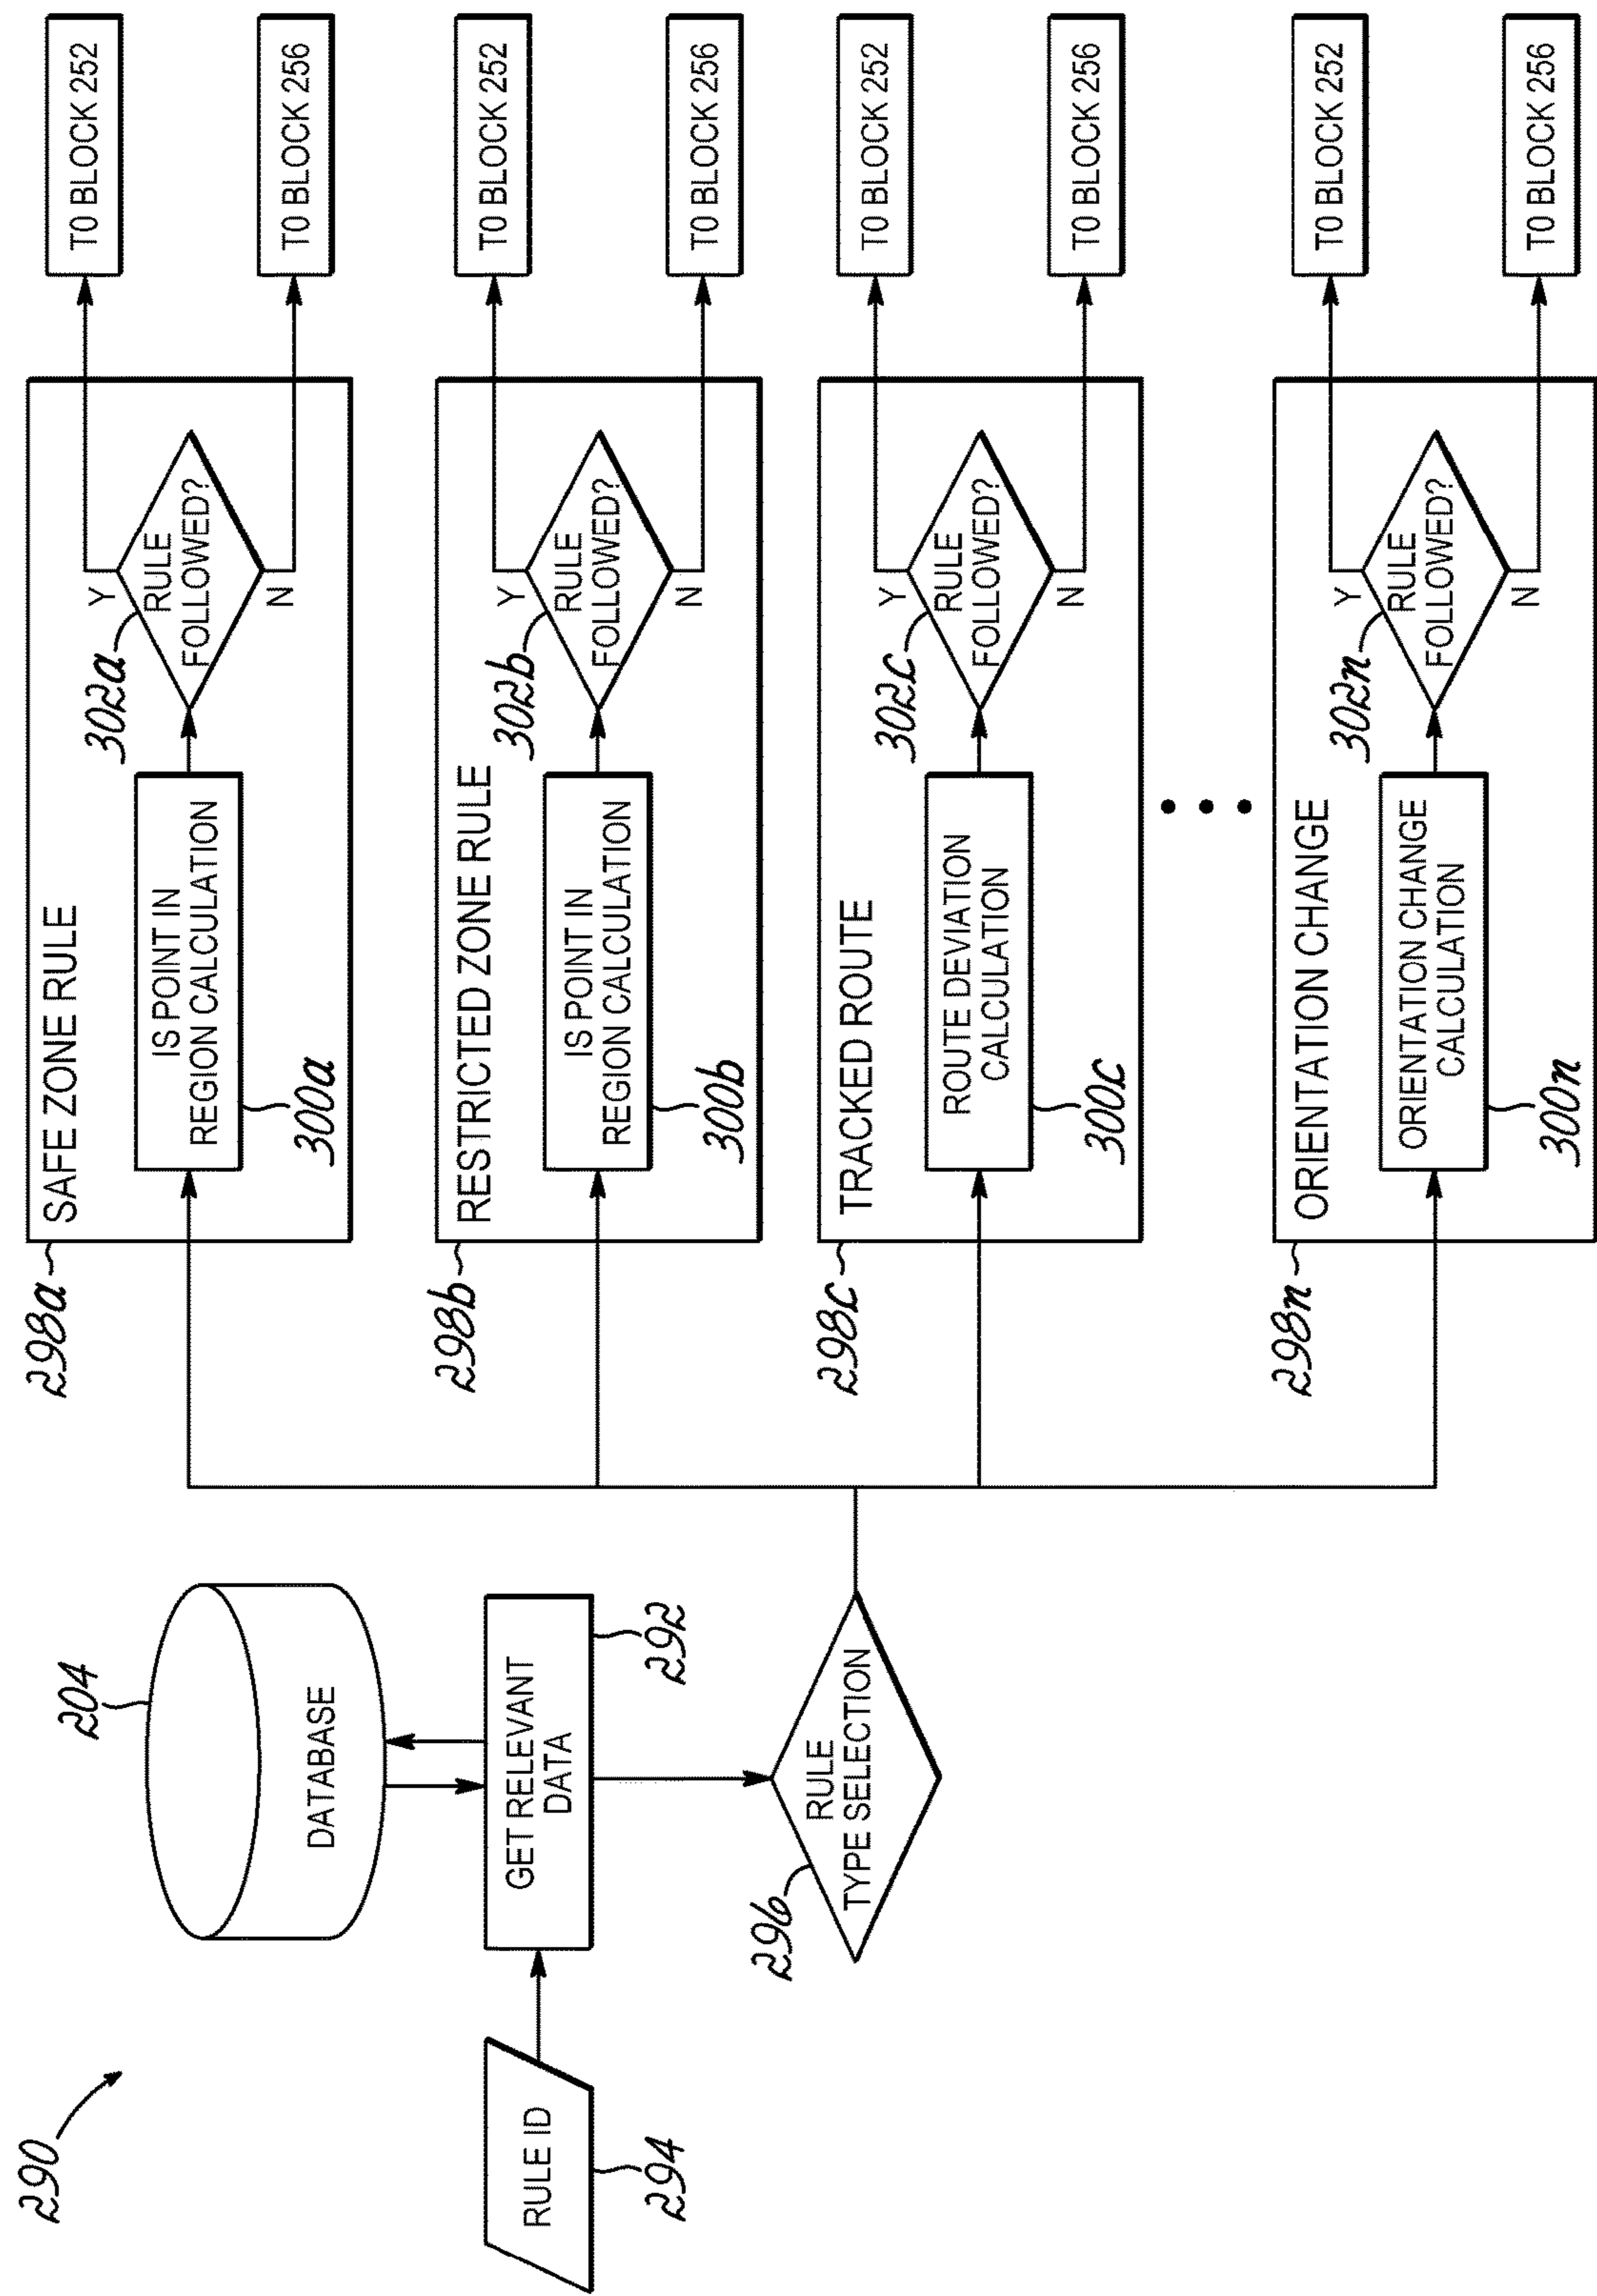 290
RULE ID
294
204
DATABASE
GET RELEVANT
DATA
292
296
RULE
TYPE SELECTION
298a
SAFE ZONE RULE
IS POINT IN
REGION CALCULATION
300a
302a
RULE
FOLLOWED?
Y
N
TO BLOCK 252
TO BLOCK 256
298b
RESTRICTED ZONE RULE
IS POINT IN
REGION CALCULATION
300b
302b
RULE
FOLLOWED?
Y
N
TO BLOCK 252
TO BLOCK 256
298c
TRACKED ROUTE
ROUTE DEVIATION
CALCULATION
300c
302c
RULE
FOLLOWED?
Y
N
TO BLOCK 252
TO BLOCK 256
298n
ORIENTATION CHANGE
ORIENTATION CHANGE
CALCULATION
300n
302n
RULE
FOLLOWED?
Y
N
TO BLOCK 252
TO BLOCK 256